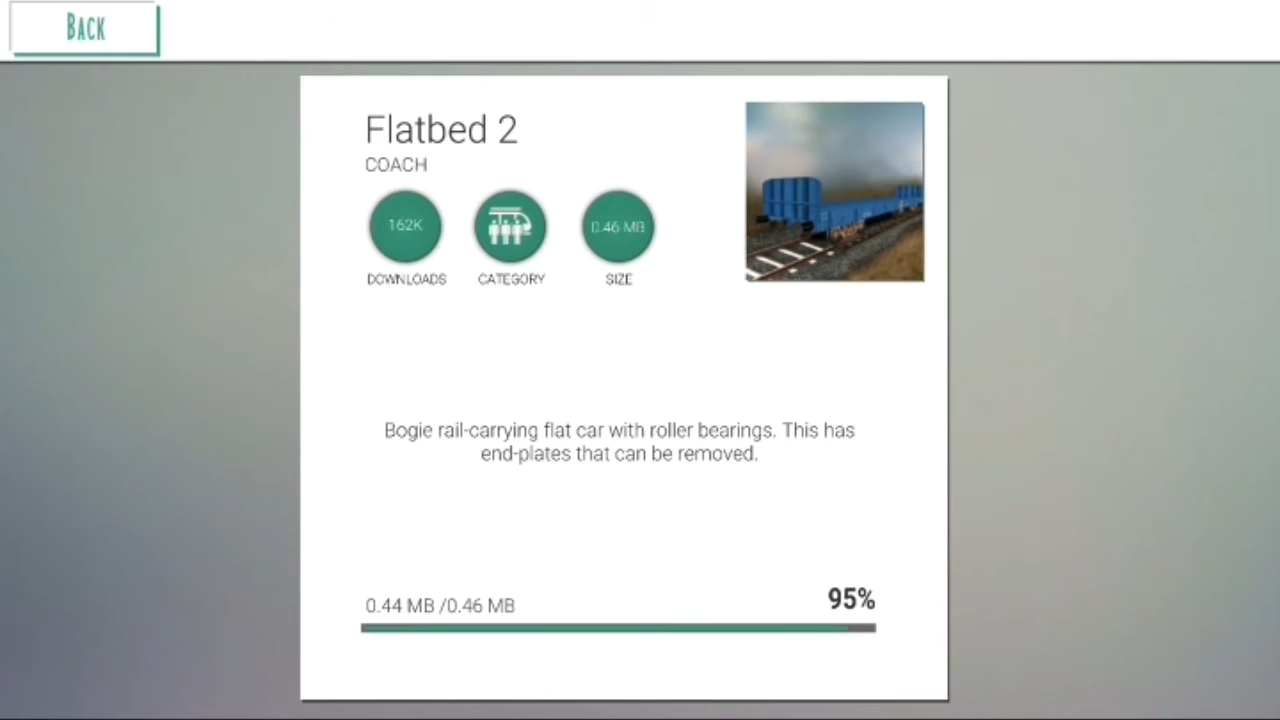 BACK
Flatbed 2
COACH
162K
0.46 MB
DOWNLOADS
CATEGORY
SIZE
Bogie rail-carrying flat car with roller bearings. This has
end-plates that can be removed.
0.44 MB /0.46 MB
95%